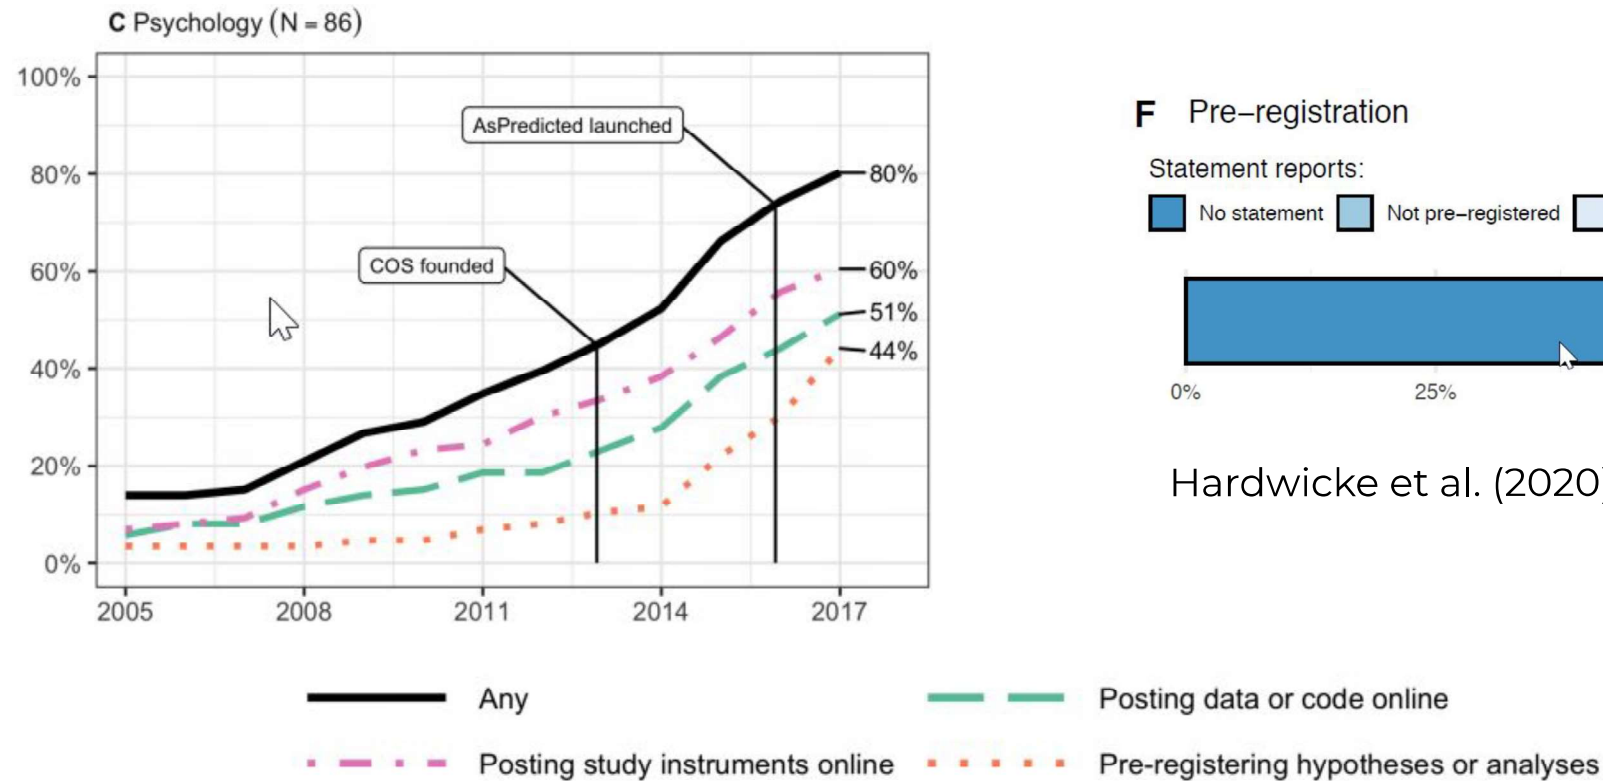 C Psychology (N = 86)
100%
80%
60%
40%
20%
0%
AsPredicted launched
COS founded
80%
60%
51%
44%
2005 2008 2011 2014 2017
Any
Posting data or code online
Posting study instruments online
Pre-registering hypotheses or analyses
F Pre–registration
Statement reports:
No statement Not pre–registered
0% 25%
Hardwicke et al. (2020)